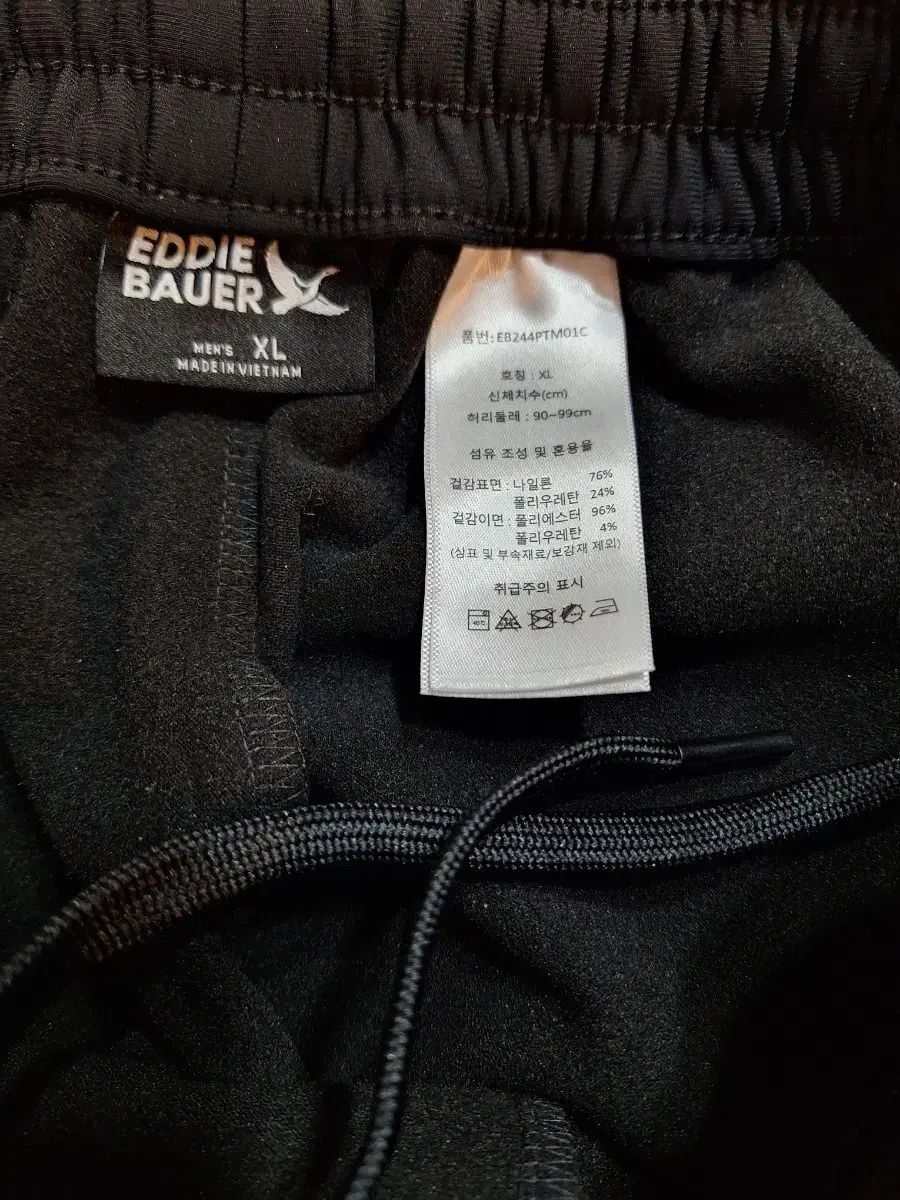 EDDIE
BAUER
MEN'S XL
MADE IN VIETNAM
품번:EB244PTM01C
호칭 : XL
신체치수(cm)
허리둘레 : 90~99cm
섬유 조성 및 혼용율
겉감표면 : 나일론 76%
폴리우레탄 24%
겉감이면 : 폴리에스터 96%
폴리우레탄 4%
(상표 및 부속재료/보강재 제외)
취급주의 표시